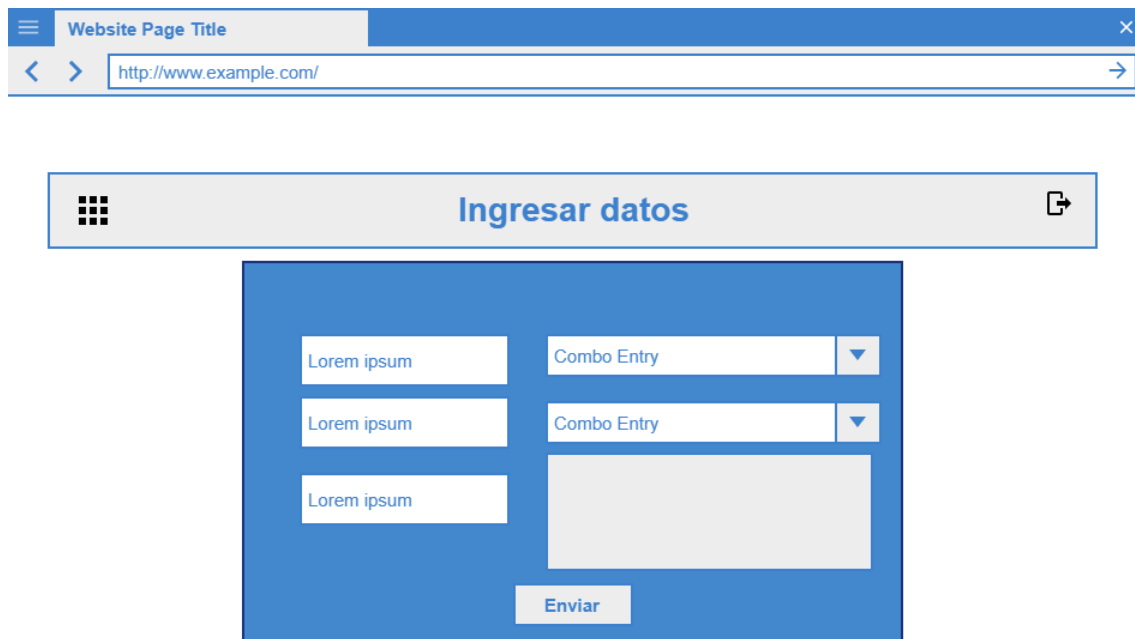 Website Page Title
http://www.example.com/
Ingresar datos
Lorem ipsum
Combo Entry
Lorem ipsum
Combo Entry
Lorem ipsum
Enviar